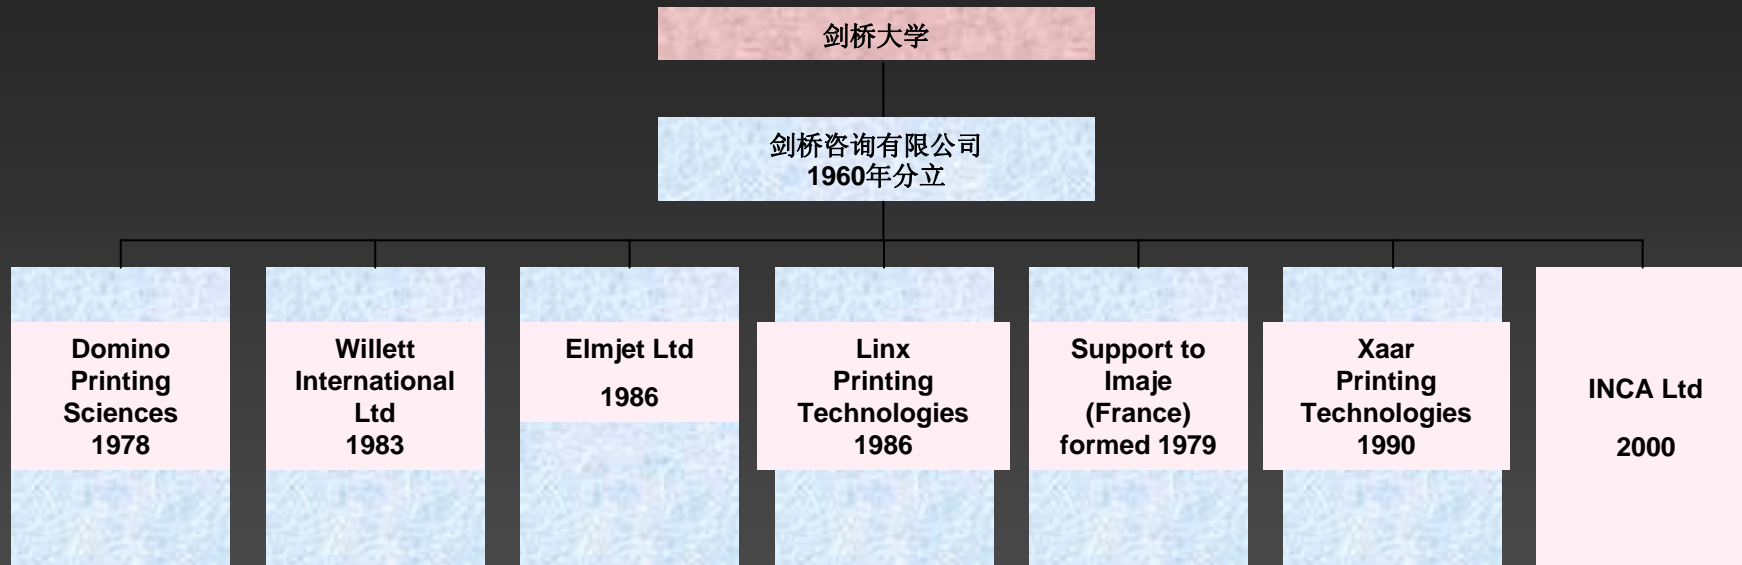 剑桥大学
剑桥咨询有限公司
1960年分立
Domino
Printing
Sciences
1978
Willett
International
Ltd
1983
Elmjet Ltd
1986
Linx
Printing
Technologies
1986
Support to
Imaje
(France)
formed 1979
Xaar
Printing
Technologies
1990
INCA Ltd
2000